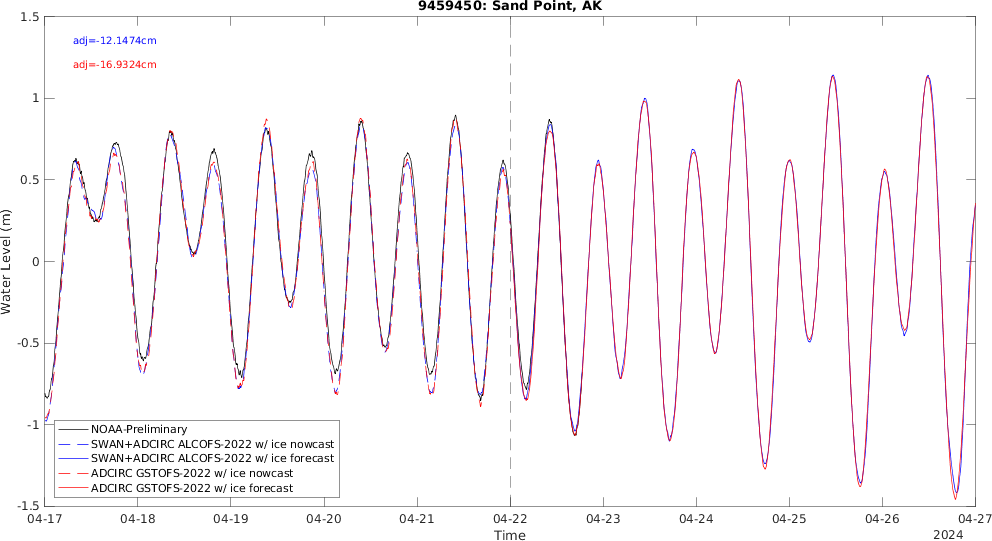 9459450: Sand Point, AK
adj=-12.1474cm
adj=-16.9324cm
Water Level (m)
1.5
1
0.5
0
-0.5
-1
-1.5
NOAA-Preliminary
SWAN+ADCIRC ALCOFS-2022 w/ ice nowcast
SWAN+ADCIRC ALCOFS-2022 w/ ice forecast
ADCIRC GSTOFS-2022 w/ ice nowcast
ADCIRC GSTOFS-2022 w/ ice forecast
04-17 04-18 04-19 04-20 04-21 04-22 04-23 04-24 04-25 04-26 04-27
Time
2024